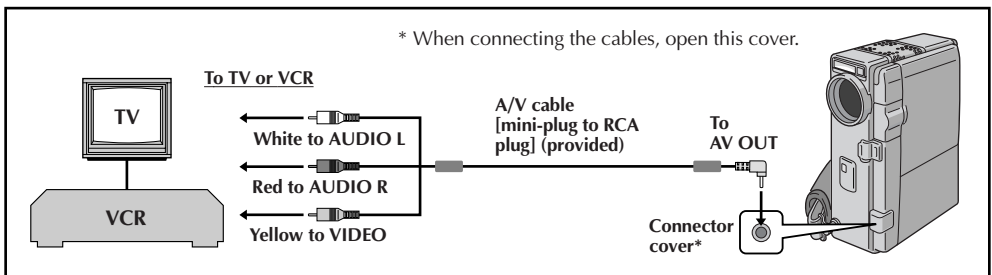 * When connecting the cables, open this cover.
To TV or VCR
TV
VCR
White to AUDIO L
Red to AUDIO R
Yellow to VIDEO
A/V cable
[mini-plug to RCA
plug] (provided)
To
AV OUT
Connector
cover*